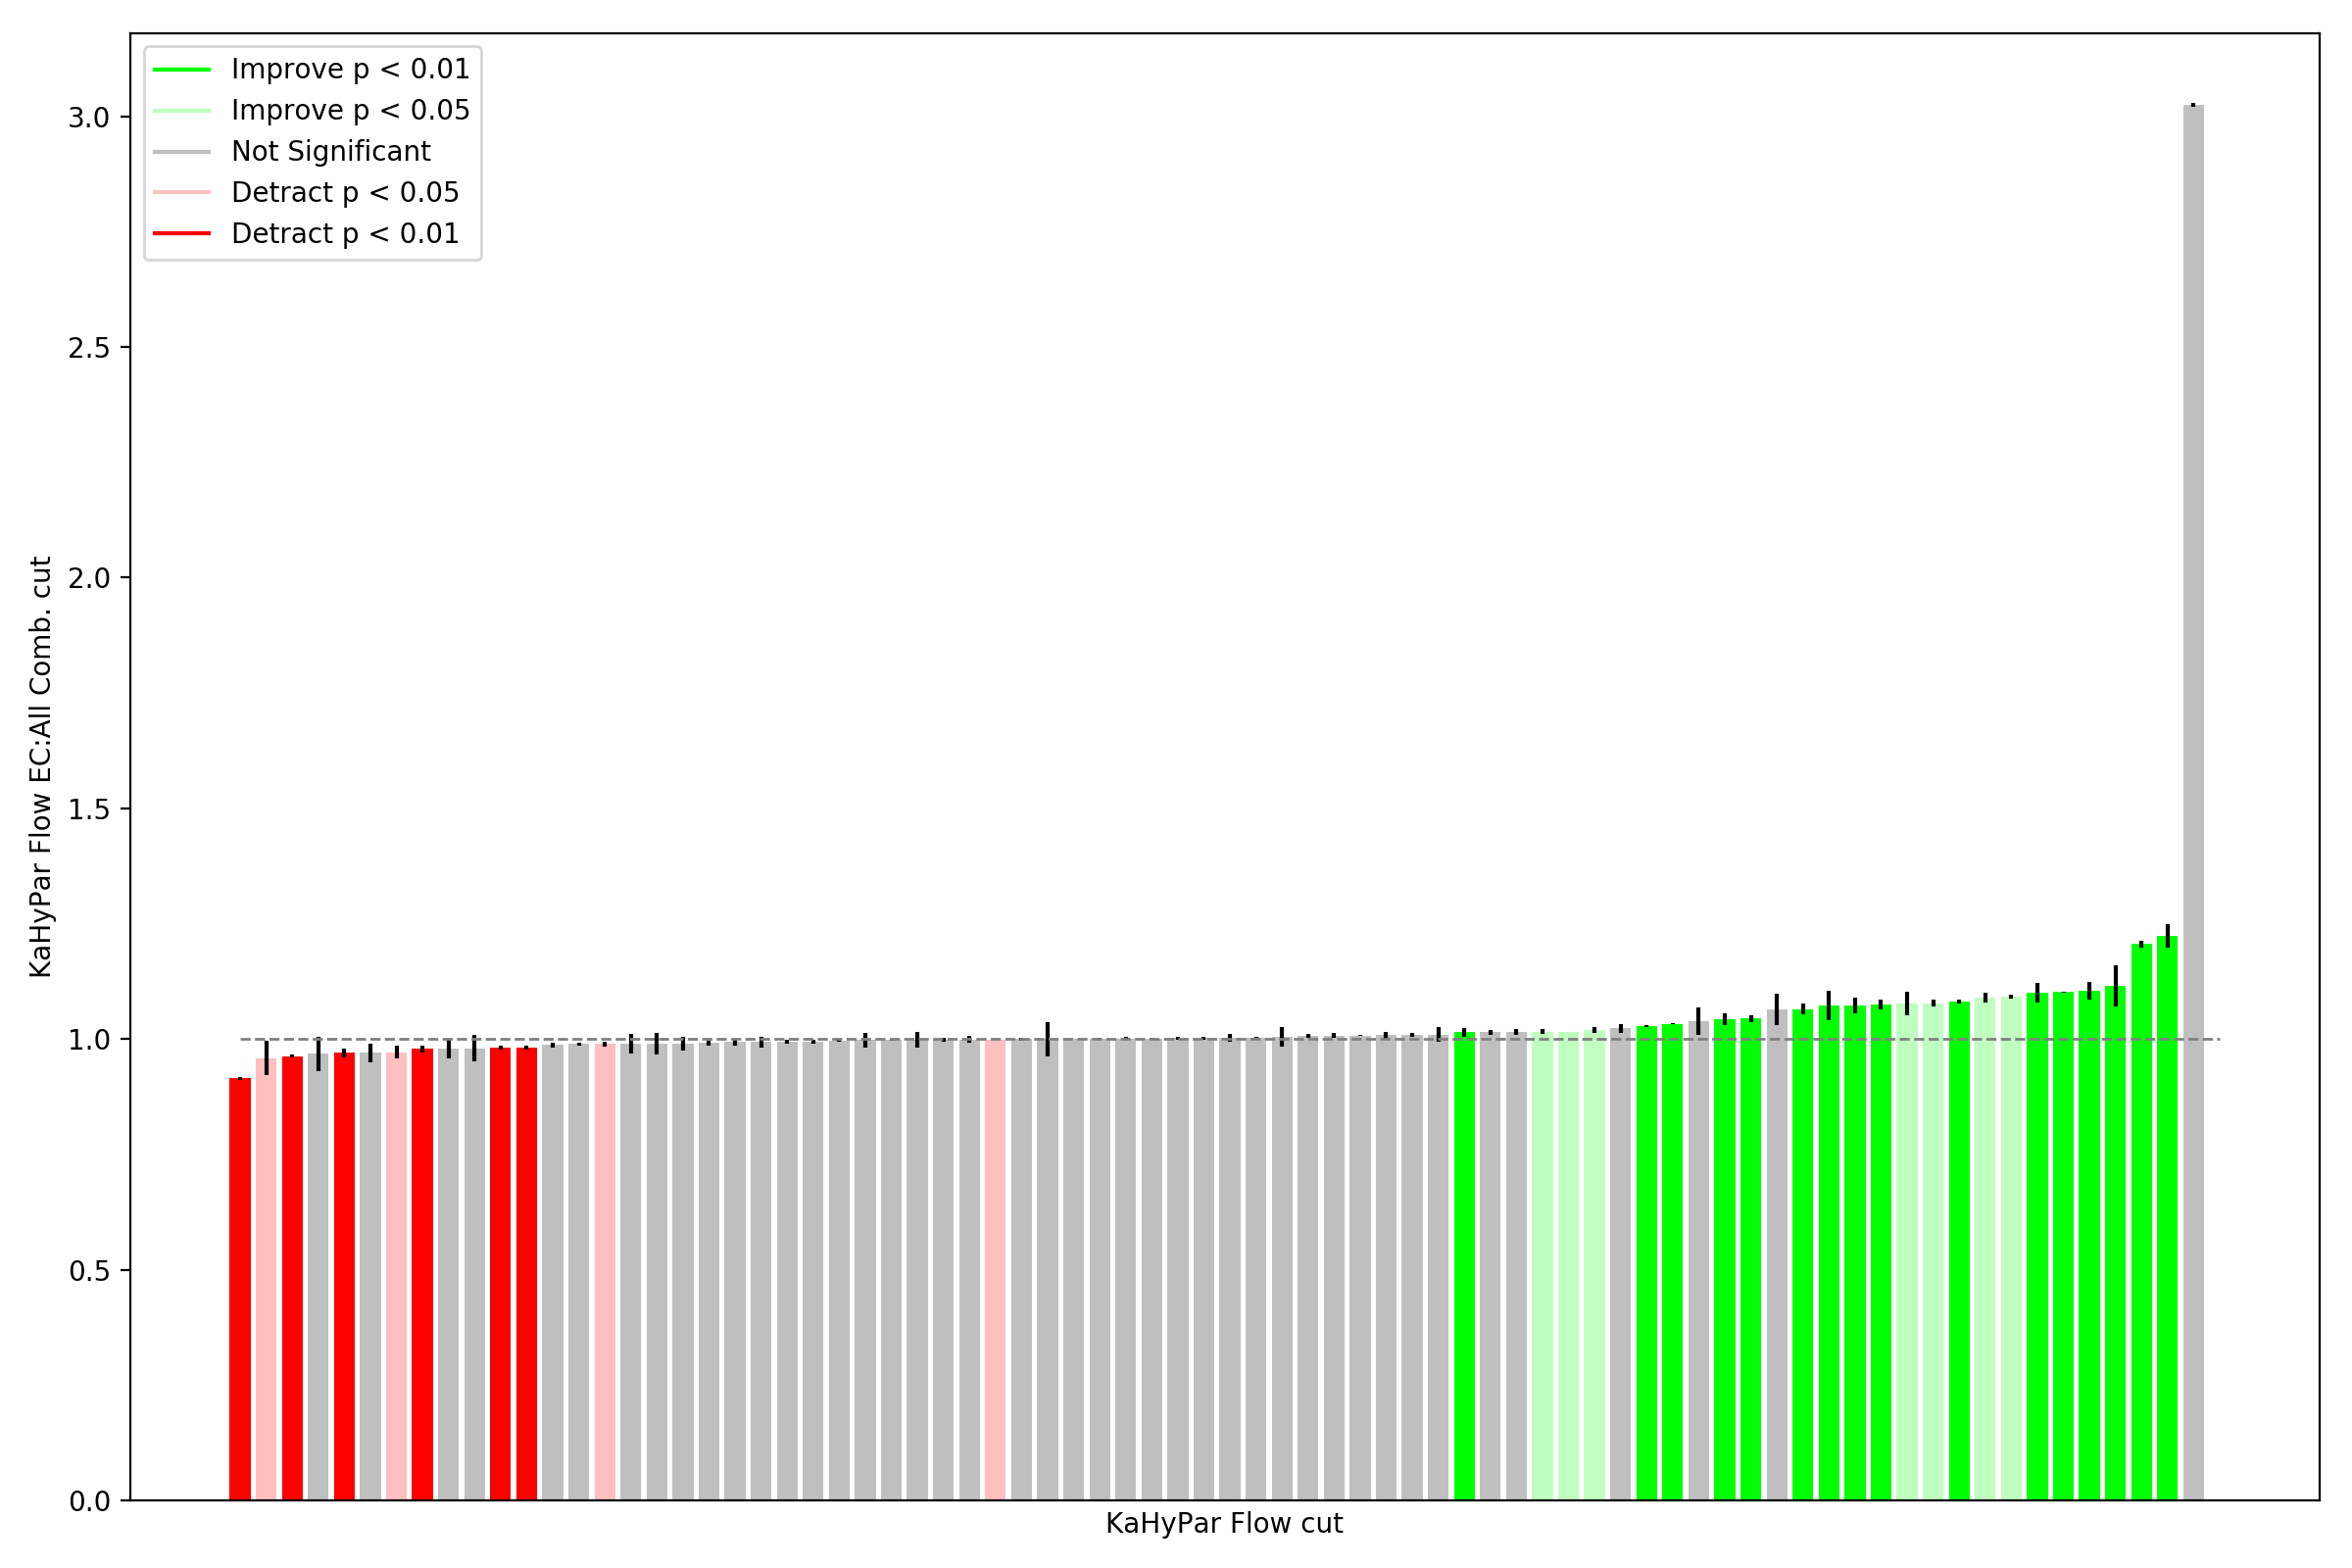 Improve p < 0.01
Improve p < 0.05
Not Significant
Detract p < 0.05
Detract p < 0.01
3.0
2.5
2.0
1.5
1.0
0.5
0.0
KaHyPar Flow EC:All Comb. cut
KaHyPar Flow cut